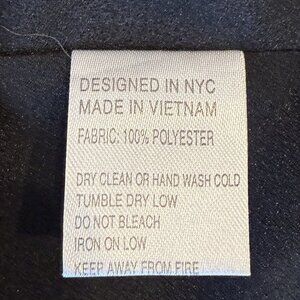 DESIGNED IN NYC
MADE IN VIETNAM
FABRIC: 100% POLYESTER
DRY CLEAN OR HAND WASH COLD
TUMBLE DRY LOW
DO NOT BLEACH
IRON ON LOW
KEEP AWAY FROM FIRE